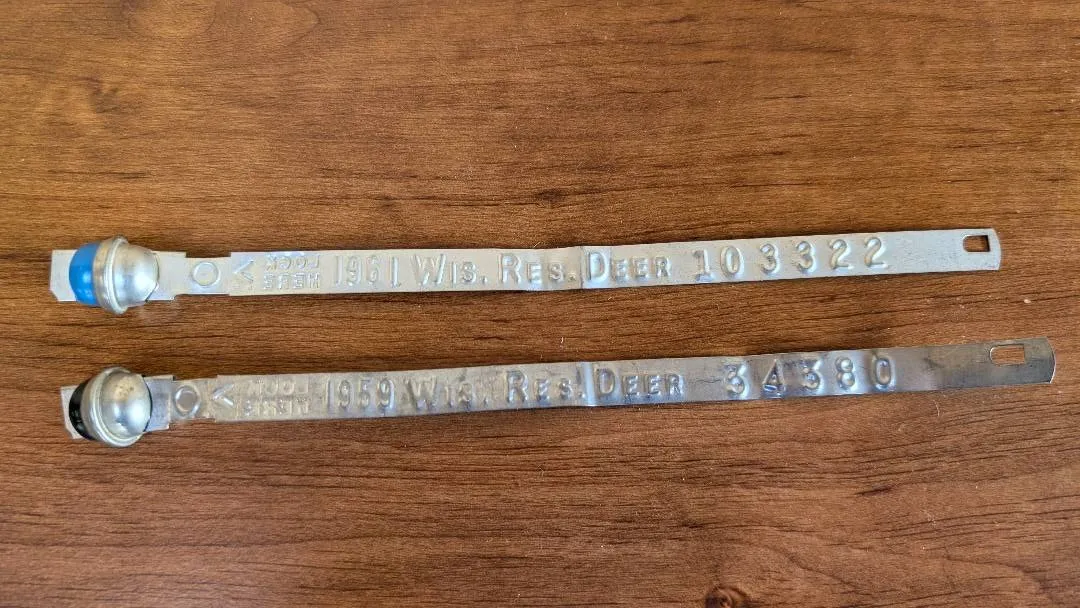 LOCK
HERE
1961 WIS. RES. DEER 103322
LOCK
HERE
1959 WIS. RES. DEER 34380